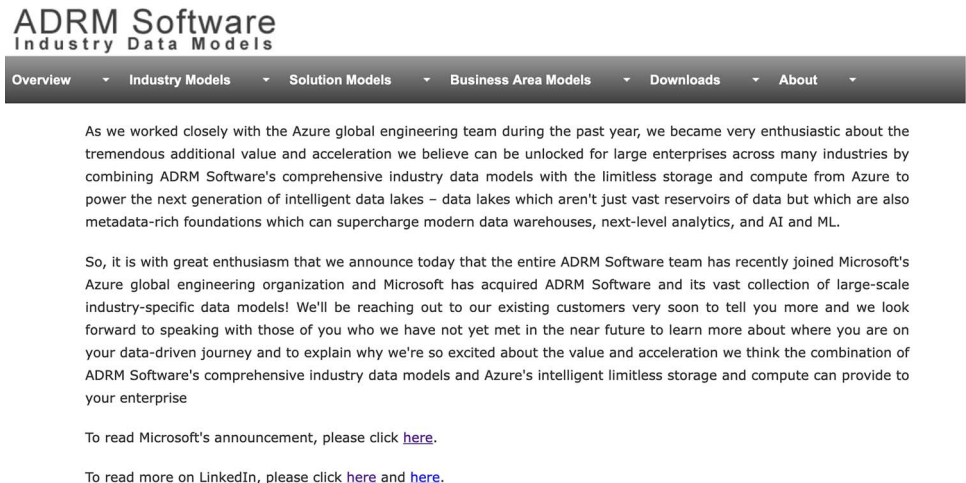 ADRM Software
Industry Data Models
Overview Industry Models Solution Models Business Area Models Downloads About
As we worked closely with the Azure global engineering team during the past year, we became very enthusiastic about the
tremendous additional value and acceleration we believe can be unlocked for large enterprises across many industries by
combining ADRM Software's comprehensive industry data models with the limitless storage and compute from Azure to
power the next generation of intelligent data lakes – data lakes which aren't just vast reservoirs of data but which are also
metadata-rich foundations which can supercharge modern data warehouses, next-level analytics, and AI and ML.
So, it is with great enthusiasm that we announce today that the entire ADRM Software team has recently joined Microsoft's
Azure global engineering organization and Microsoft has acquired ADRM Software and its vast collection of large-scale
industry-specific data models! We'll be reaching out to our existing customers very soon to tell you more and we look
forward to speaking with those of you who we have not yet met in the near future to learn more about where you are on
your data-driven journey and to explain why we're so excited about the value and acceleration we think the combination of
ADRM Software's comprehensive industry data models and Azure's intelligent limitless storage and compute can provide to
your enterprise
To read Microsoft's announcement, please click here.
To read more on LinkedIn, please click here and here.